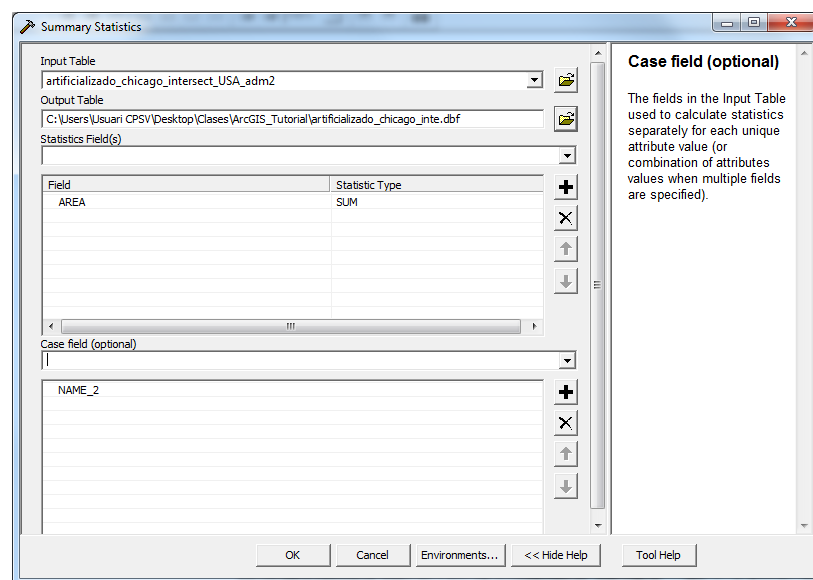 Summary Statistics
Input Table
artificializado_chicago_intersect_USA_adm2
Output Table
C:\Users\Usuari CPSV\Desktop\Clases\ArcGIS_Tutorial\artificializado_chicago_inte.dbf
Statistics Field(s)
Field Statistic Type
AREA SUM
Case field (optional)
NAME_2
OK Cancel Environments... << Hide Help Tool Help
Case field (optional)
The fields in the Input Table
used to calculate statistics
separately for each unique
attribute value (or
combination of attributes
values when multiple fields
are specified).